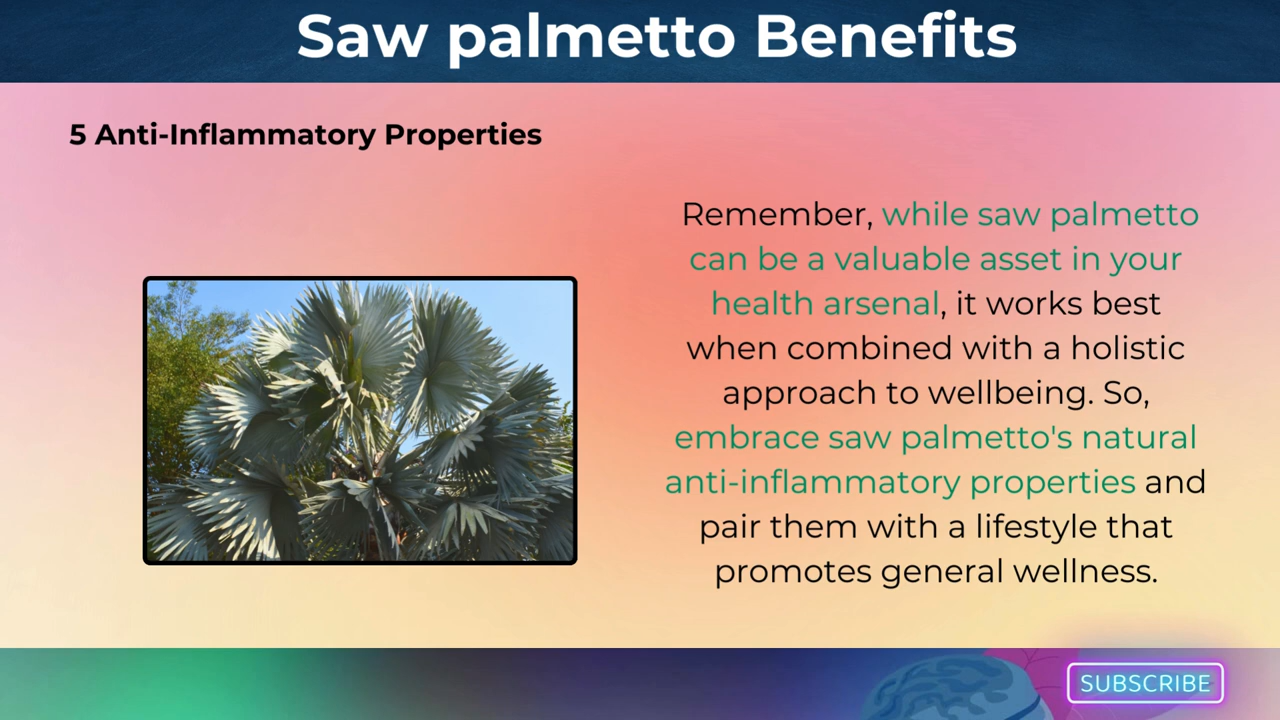 Saw palmetto Benefits
5 Anti-Inflammatory Properties
Remember, while saw palmetto
can be a valuable asset in your
health arsenal, it works best
when combined with a holistic
approach to wellbeing. So,
embrace saw palmetto's natural
anti-inflammatory properties and
pair them with a lifestyle that
promotes general wellness.
SUBSCRIBE